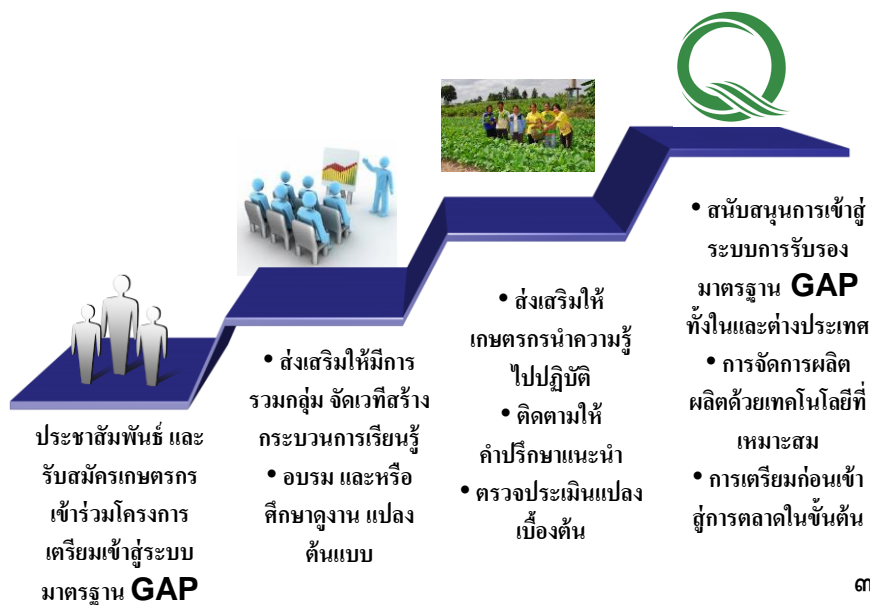 ประชาสัมพันธ์ และ
รับสมัครเกษตรกร
เข้าร่วมโครงการ
เตรียมเข้าสู่ระบบ
มาตรฐาน GAP
• ส่งเสริมให้มีการ
รวมกลุ่ม จัดเวทีสร้าง
กระบวนการเรียนรู้
• อบรม และหรือ
ศึกษาดูงาน แปลง
ต้นแบบ
• ส่งเสริมให้
เกษตรกรนำความรู้
ไปปฏิบัติ
• ติดตามให้
คำปรึกษาแนะนำ
• ตรวจประเมินแปลง
เบื้องต้น
• สนับสนุนการเข้าสู่
ระบบการรับรอง
มาตรฐาน GAP
ทั้งในและต่างประเทศ
• การจัดการผลิต
ผลิตด้วยเทคโนโลยีที่
เหมาะสม
• การเตรียมก่อนเข้า
สู่การตลาดในขั้นต้น
๓